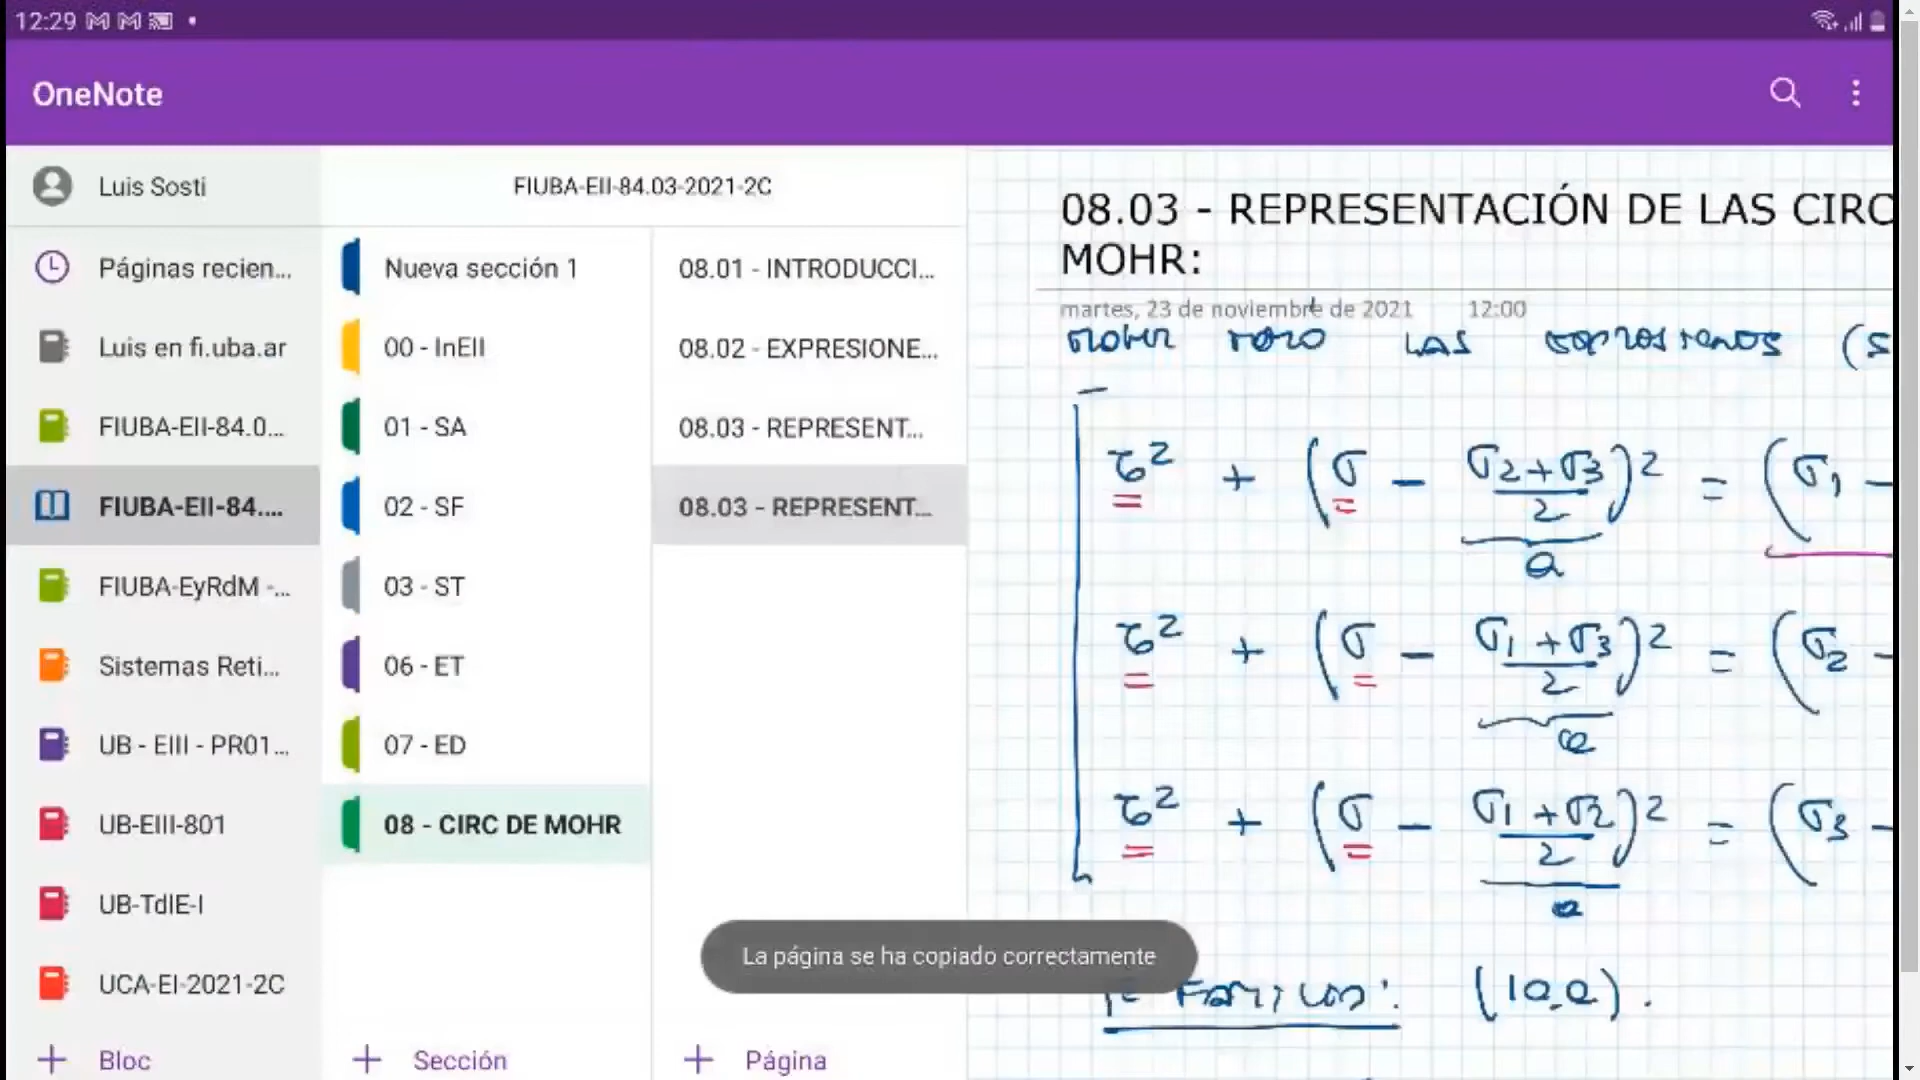 12:29
OneNote
Luis Sosti
Páginas recien...
Luis en fi.uba.ar
FIUBA-EII-84.0...
FIUBA-EII-84....
FIUBA-EyRdM -...
Sistemas Reti...
UB - EIII - PR01...
UB-EIII-801
UB-TdIE-I
UCA-EI-2021-2C
+ Bloc
FIUBA-EII-84.03-2021-2C
Nueva sección 1
00 - InEII
01 - SA
02 - SF
03 - ST
06 - ET
07 - ED
08 - CIRC DE MOHR
+ Sección
08.01 - INTRODUCCI...
08.02 - EXPRESIONE...
08.03 - REPRESENT...
08.03 - REPRESENT...
+ Página
08.03 - REPRESENTACIÓN DE LAS CIRC
MOHR:
martes, 23 de noviembre de 2021 12:00
LAS
τ² + (σ - (σ2+σ3)/2)² = (σ1 -
a
τ² + (σ - (σ1+σ3)/2)² = (σ2 -
a
τ² + (σ - (σ1+σ2)/2)² = (σ3 -
a
La página se ha copiado correctamente